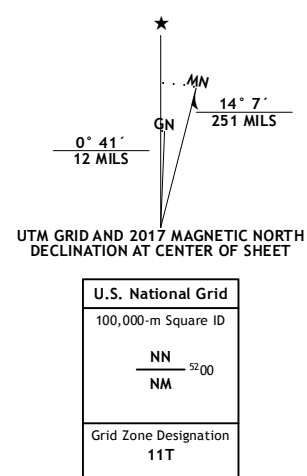 ★
MN
GN
14° 7´
251 MILS
0° 41´
12 MILS
UTM GRID AND 2017 MAGNETIC NORTH
DECLINATION AT CENTER OF SHEET
U.S. National Grid
100,000-m Square ID
NN
5200
NM
Grid Zone Designation
11T